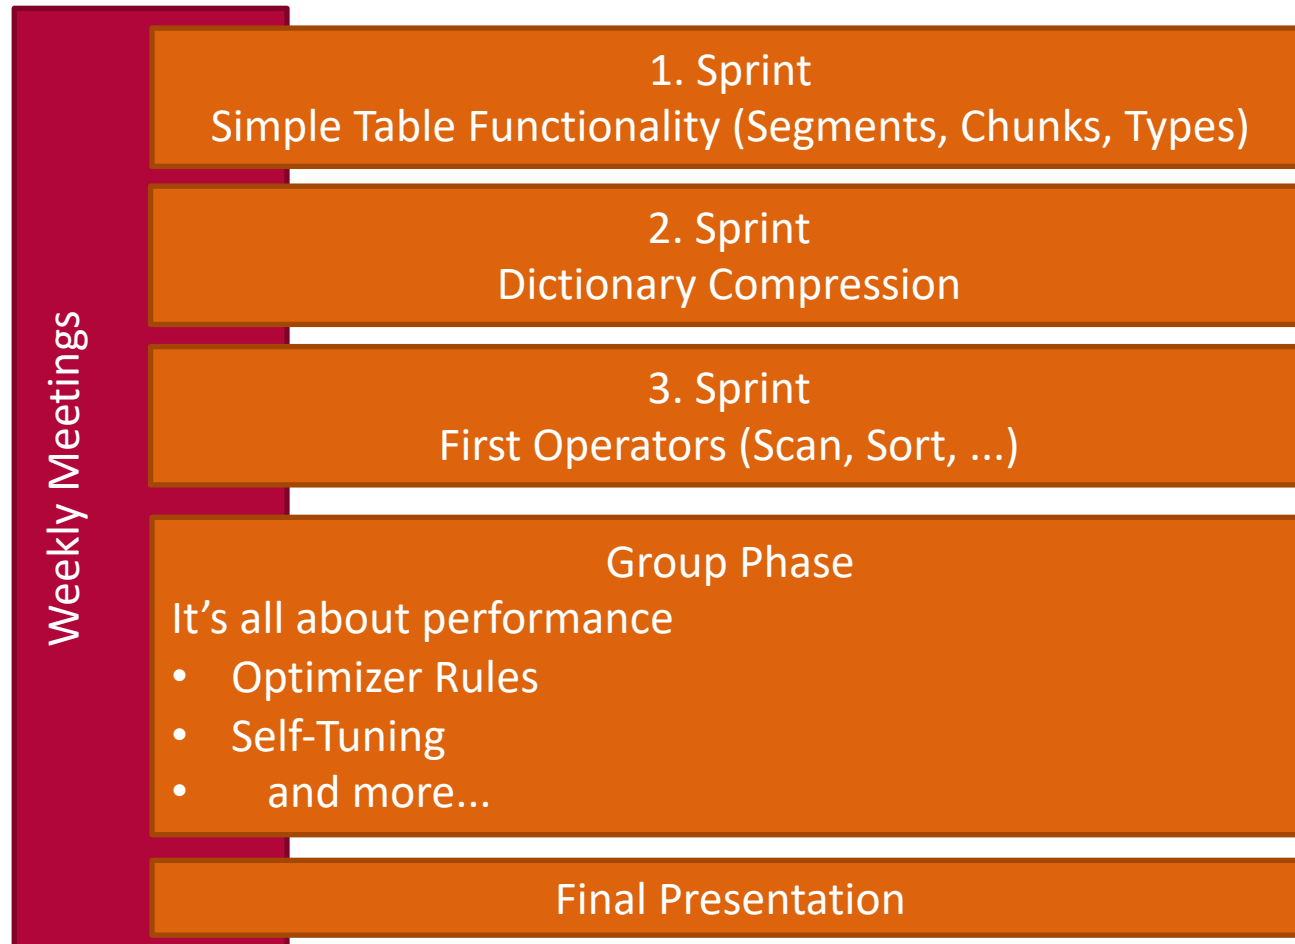 Weekly Meetings
1. Sprint
Simple Table Functionality (Segments, Chunks, Types)
2. Sprint
Dictionary Compression
3. Sprint
First Operators (Scan, Sort, ...)
Group Phase
It’s all about performance
• Optimizer Rules
• Self-Tuning
• and more...
Final Presentation